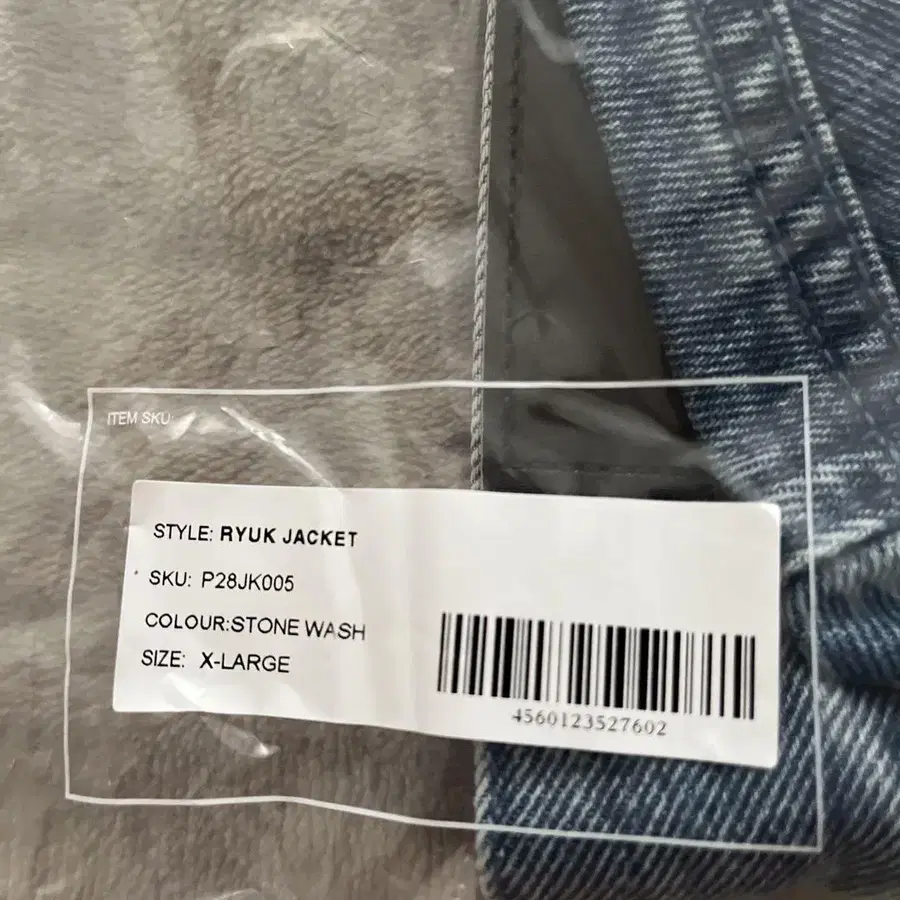 ITEM SKU:
STYLE: RYUK JACKET
SKU: P28JK005
COLOUR:STONE WASH
SIZE: X-LARGE
4560123527602